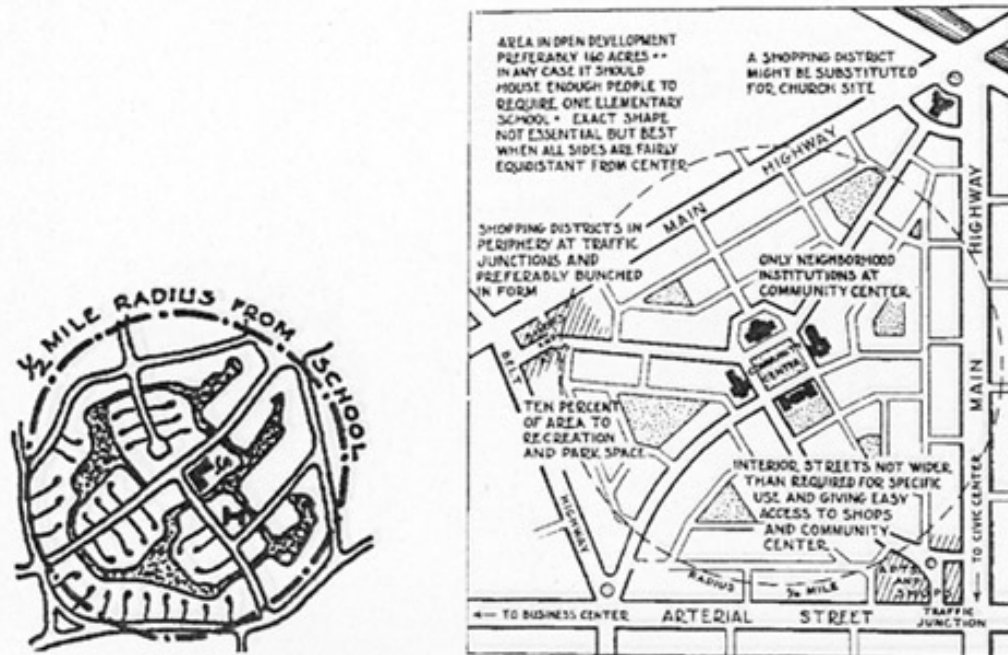 ½ MILE RADIUS FROM SCHOOL
AREA IN OPEN DEVELOPMENT
PREFERABLY 160 ACRES --
IN ANY CASE IT SHOULD
HOUSE ENOUGH PEOPLE TO
REQUIRE ONE ELEMENTARY
SCHOOL • EXACT SHAPE
NOT ESSENTIAL BUT BEST
WHEN ALL SIDES ARE FAIRLY
EQUIDISTANT FROM CENTER
A SHOPPING DISTRICT
MIGHT BE SUBSTITUTED
FOR CHURCH SITE
MAIN HIGHWAY
SHOPPING DISTRICTS IN
PERIPHERY AT TRAFFIC
JUNCTIONS AND
PREFERABLY BUNCHED
IN FORM
ONLY NEIGHBORHOOD
INSTITUTIONS AT
COMMUNITY CENTER
COMMUNITY
CENTER
MAIN HIGHWAY
BELT HIGHWAY
TEN PERCENT
OF AREA TO
RECREATION
AND PARK SPACE
INTERIOR STREETS NOT WIDER
THAN REQUIRED FOR SPECIFIC
USE AND GIVING EASY
ACCESS TO SHOPS
AND COMMUNITY
CENTER
TO CIVIC CENTER
RADIUS MILE
AND
← TO BUSINESS CENTER
ARTERIAL STREET
TRAFFIC
JUNCTION